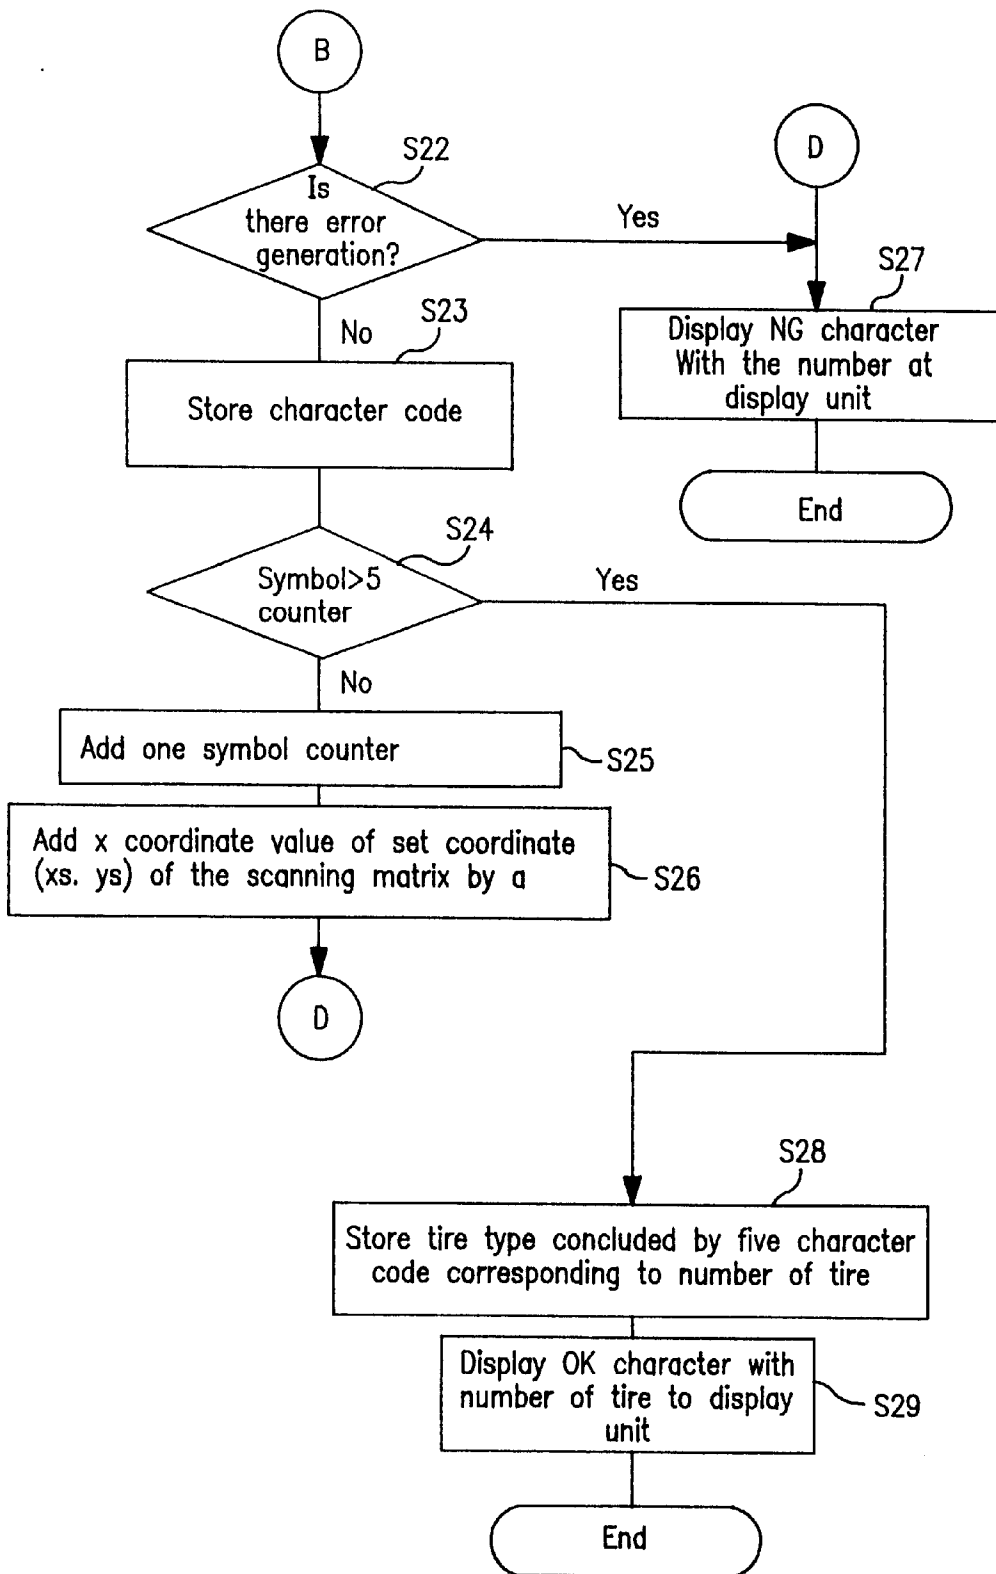 B
S22
Is
there error
generation?
Yes
D
S27
Display NG character
With the number at
display unit
End
No
S23
Store character code
S24
Symbol>5
counter
Yes
No
Add one symbol counter
S25
Add x coordinate value of set coordinate
(xs. ys) of the scanning matrix by a
S26
D
S28
Store tire type concluded by five character
code corresponding to number of tire
Display OK character with
number of tire to display
unit
S29
End